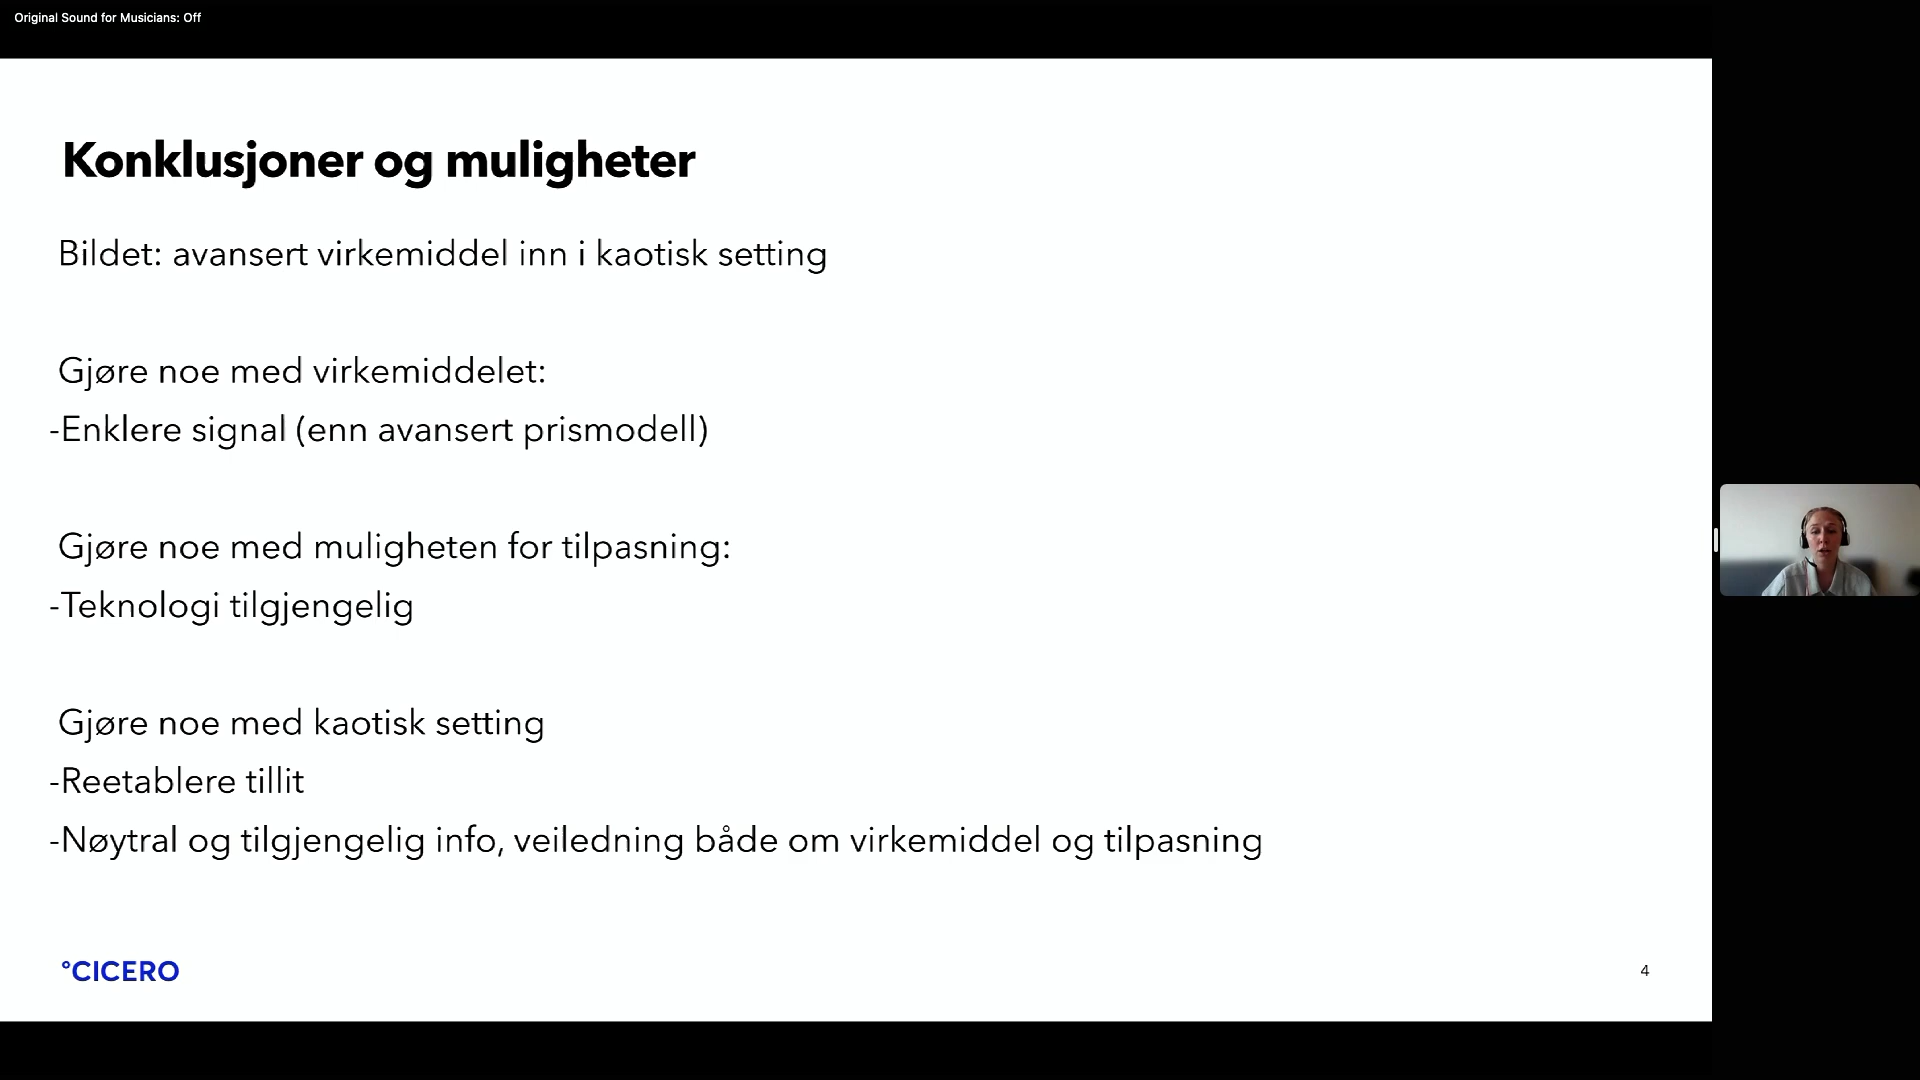 Original Sound for Musicians: Off
Konklusjoner og muligheter
Bildet: avansert virkemiddel inn i kaotisk setting
Gjøre noe med virkemiddelet:
-Enklere signal (enn avansert prismodell)
Gjøre noe med muligheten for tilpasning:
-Teknologi tilgjengelig
Gjøre noe med kaotisk setting
-Reetablere tillit
-Nøytral og tilgjengelig info, veiledning både om virkemiddel og tilpasning
°CICERO
4